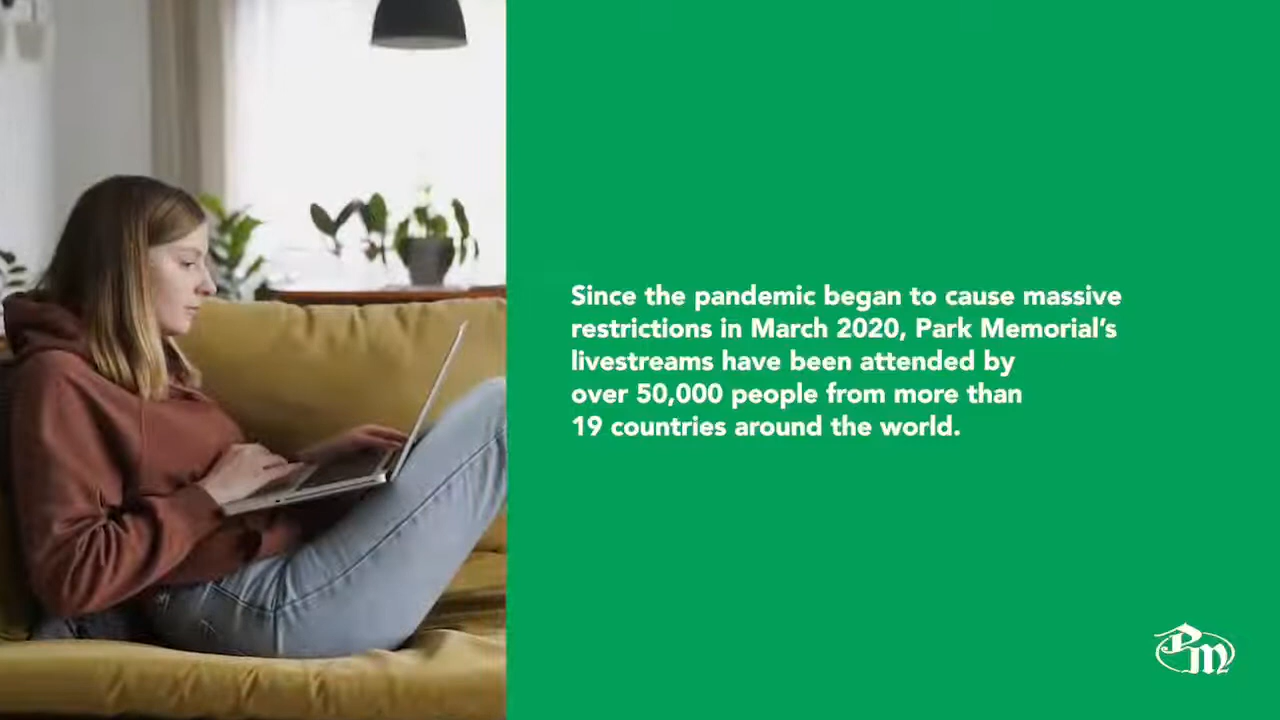 Since the pandemic began to cause massive
restrictions in March 2020, Park Memorial’s
livestreams have been attended by
over 50,000 people from more than
19 countries around the world.
PM